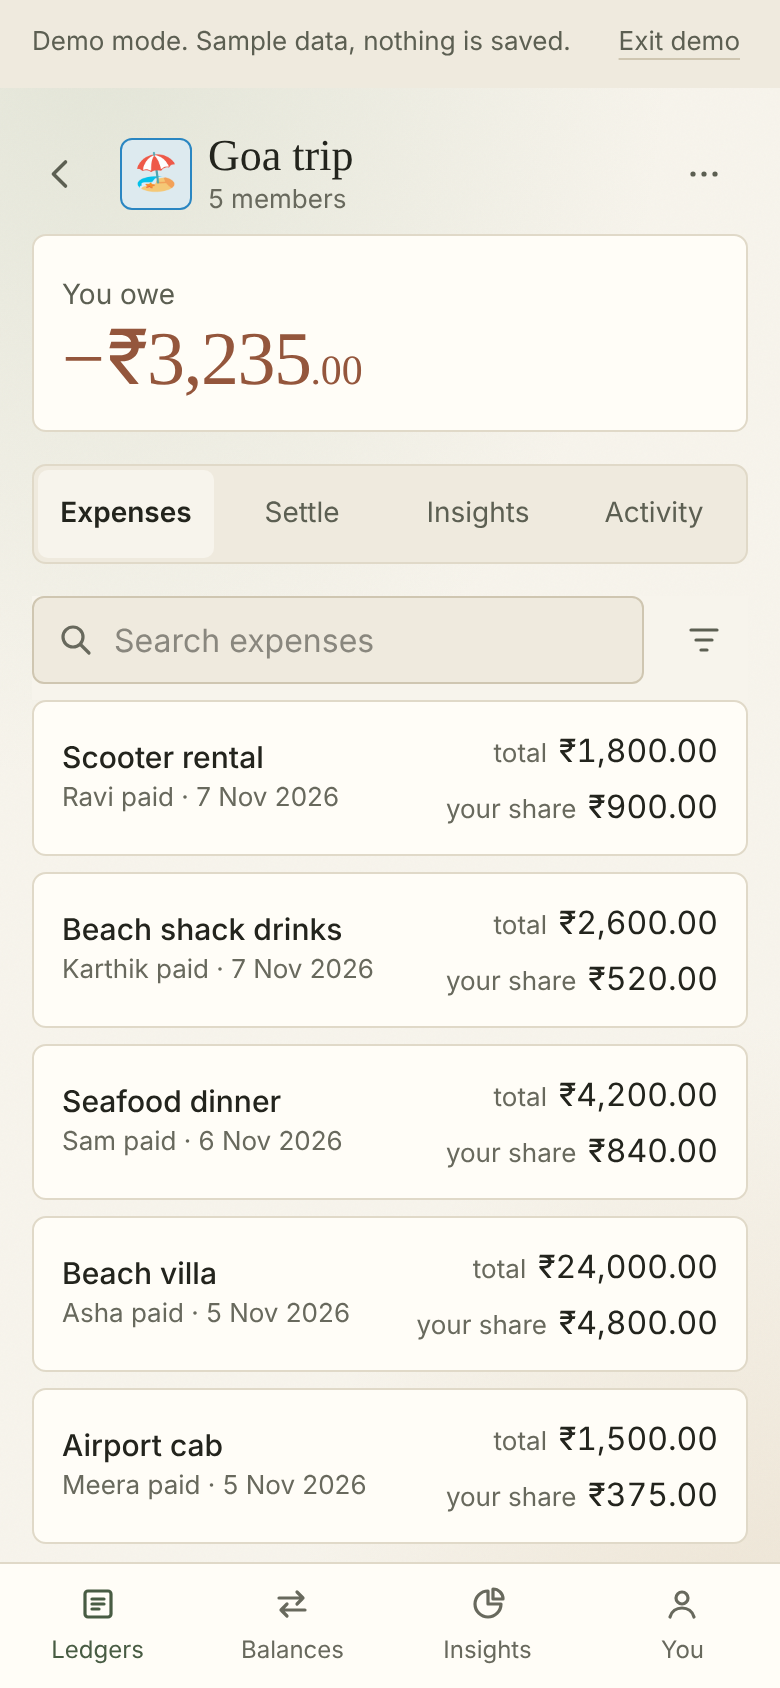 Demo mode. Sample data, nothing is saved. Exit demo
Goa trip
5 members
You owe
−₹3,235.00
Expenses Settle Insights Activity
Search expenses
Scooter rental
Ravi paid · 7 Nov 2026
total ₹1,800.00
your share ₹900.00
Beach shack drinks
Karthik paid · 7 Nov 2026
total ₹2,600.00
your share ₹520.00
Seafood dinner
Sam paid · 6 Nov 2026
total ₹4,200.00
your share ₹840.00
Beach villa
Asha paid · 5 Nov 2026
total ₹24,000.00
your share ₹4,800.00
Airport cab
Meera paid · 5 Nov 2026
total ₹1,500.00
your share ₹375.00
Ledgers Balances Insights You